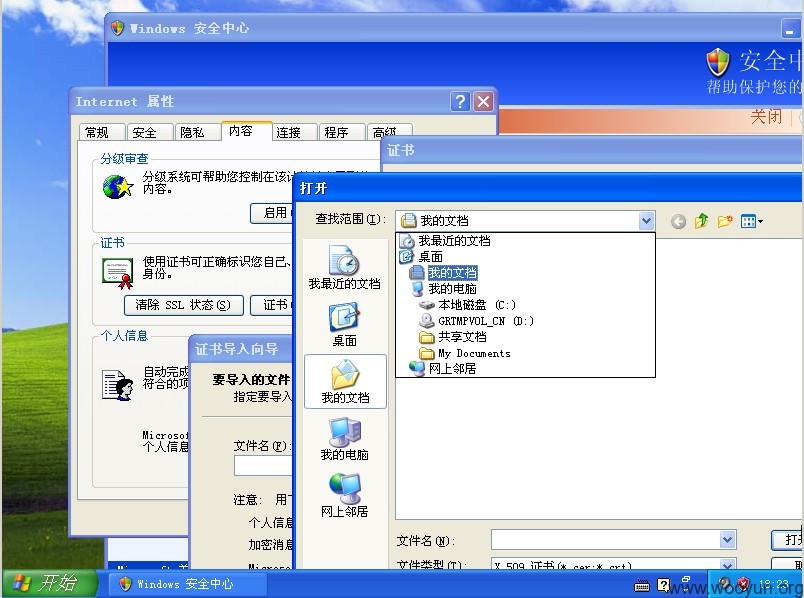 Windows 安全中心
安全中
帮助保护您的
关闭
Internet 属性
常规 安全 隐私 内容 连接 程序 高级
分级审查
分级系统可帮助您控制在该计
内容。
启用
证书
使用证书可正确标识您自己、
身份。
清除 SSL 状态(S)
证书
个人信息
自动完成
符合的项
Microsof
个人信息
证书
证书导入向导
要导入的文件
指定要导入
文件名(F):
注意: 用下
个人信息
加密消息
Microso
打开
查找范围(I):
我的文档
我最近的文档
桌面
我的文档
我的电脑
本地磁盘 (C:)
GRTMPVOL_CN (D:)
共享文档
My Documents
网上邻居
我最近的文档
桌面
我的文档
我的电脑
网上邻居
文件名(N):
打开
文件类型(T):
X.509 证书(*.cer;*.crt)
开始
Windows 安全中心
18:23
www.wooyun.org